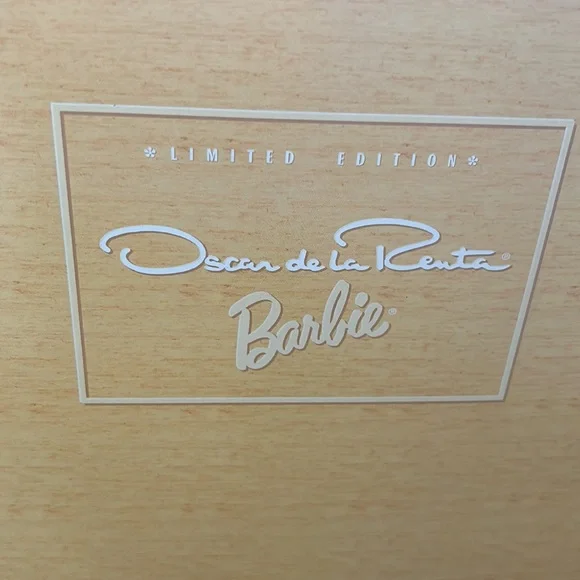 *LIMITED EDITION*
Oscar de la Renta®
Barbie®